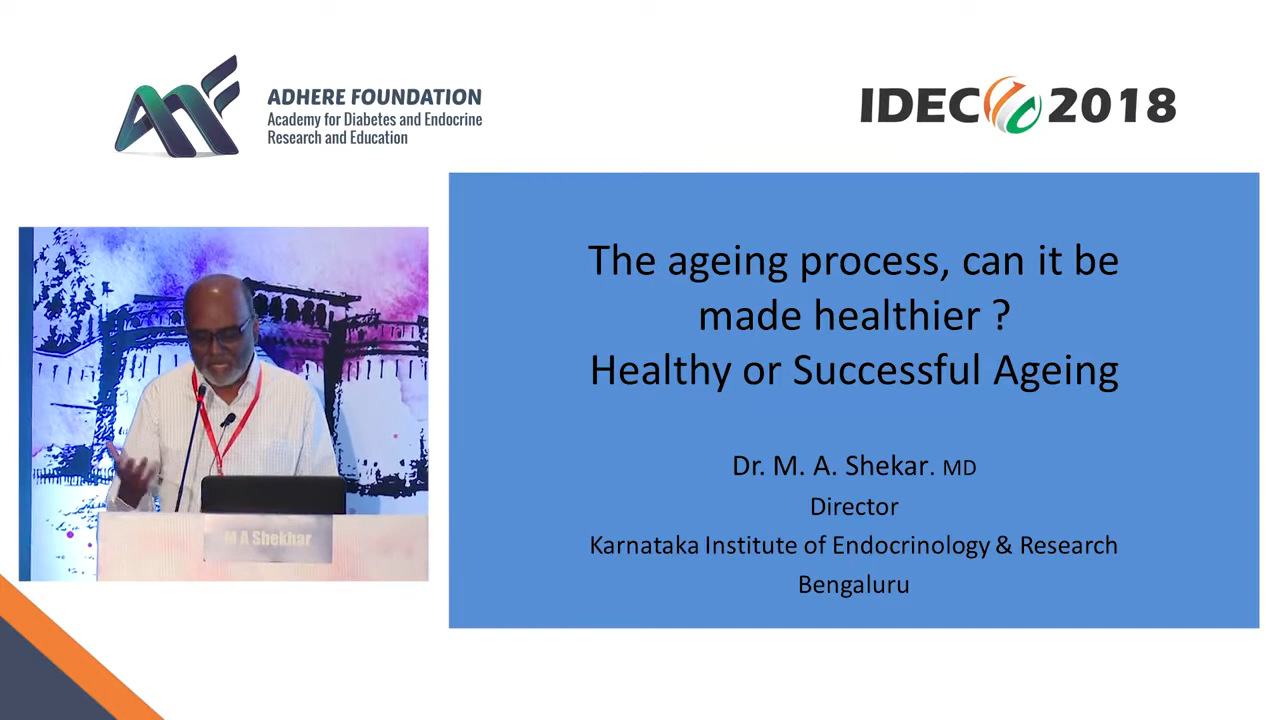 ADHERE FOUNDATION
Academy for Diabetes and Endocrine
Research and Education
IDEC 2018
The ageing process, can it be
made healthier ?
Healthy or Successful Ageing
Dr. M. A. Shekar. MD
Director
Karnataka Institute of Endocrinology & Research
Bengaluru
M A Shekhar